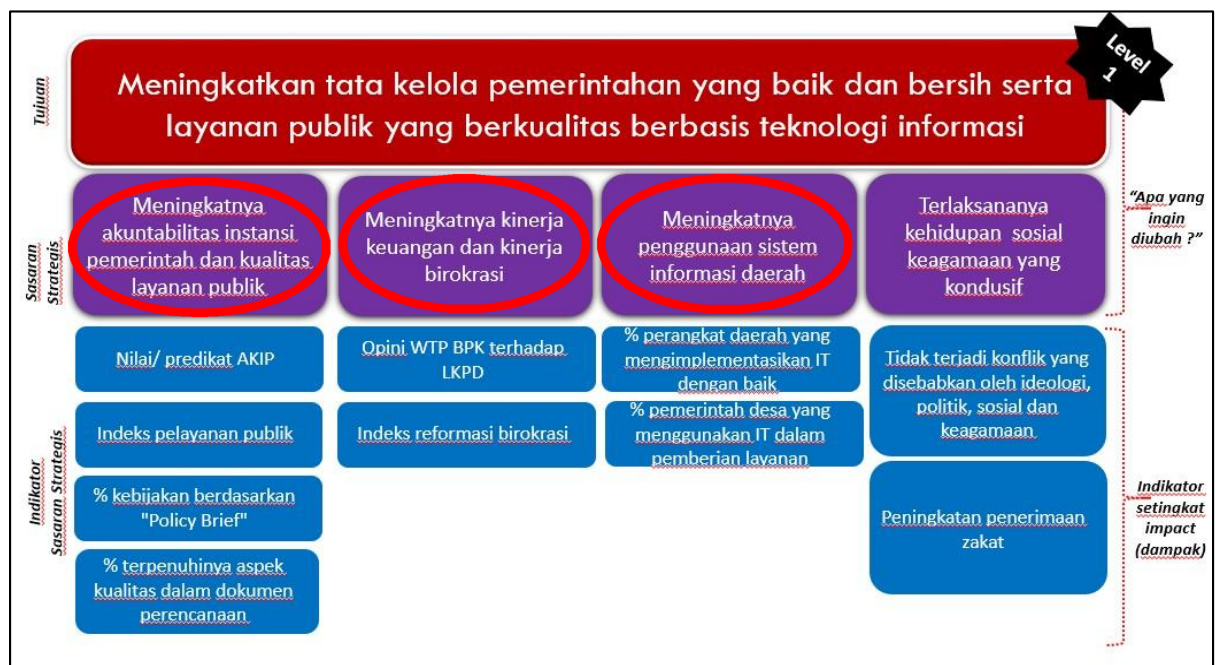 Level
1
Tujuan
Meningkatkan tata kelola pemerintahan yang baik dan bersih serta
layanan publik yang berkualitas berbasis teknologi informasi
Sasaran
Strategis
Meningkatnya
akuntabilitas instansi
pemerintah dan kualitas
layanan publik
Meningkatnya kinerja
keuangan dan kinerja
birokrasi
Meningkatnya
penggunaan sistem
informasi daerah
Terlaksananya
kehidupan sosial
keagamaan yang
kondusif
"Apa yang
ingin
diubah ?"
Indikator
Sasaran Strategis
Nilai/ predikat AKIP
Indeks pelayanan publik
% kebijakan berdasarkan
"Policy Brief"
% terpenuhinya aspek
kualitas dalam dokumen
perencanaan
Opini WTP BPK terhadap
LKPD
Indeks reformasi birokrasi
% perangkat daerah yang
mengimplementasikan IT
dengan baik
% pemerintah desa yang
menggunakan IT dalam
pemberian layanan
Tidak terjadi konflik yang
disebabkan oleh ideologi,
politik, sosial dan
keagamaan
Peningkatan penerimaan
zakat
Indikator
setingkat
impact
(dampak)